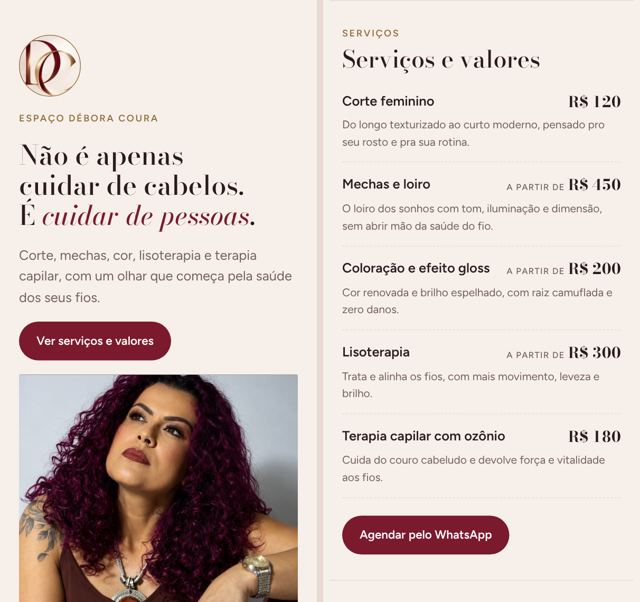 DC
ESPAÇO DÉBORA COURA
Não é apenas
cuidar de cabelos.
É cuidar de pessoas.
Corte, mechas, cor, lisoterapia e terapia
capilar, com um olhar que começa pela saúde
dos seus fios.
Ver serviços e valores
SERVIÇOS
Serviços e valores
Corte feminino R$ 120
Do longo texturizado ao curto moderno, pensado pro
seu rosto e pra sua rotina.
Mechas e loiro A PARTIR DE R$ 450
O loiro dos sonhos com tom, iluminação e dimensão,
sem abrir mão da saúde do fio.
Coloração e efeito gloss A PARTIR DE R$ 200
Cor renovada e brilho espelhado, com raiz camuflada e
zero danos.
Lisoterapia A PARTIR DE R$ 300
Trata e alinha os fios, com mais movimento, leveza e
brilho.
Terapia capilar com ozônio R$ 180
Cuida do couro cabeludo e devolve força e vitalidade
aos fios.
Agendar pelo WhatsApp